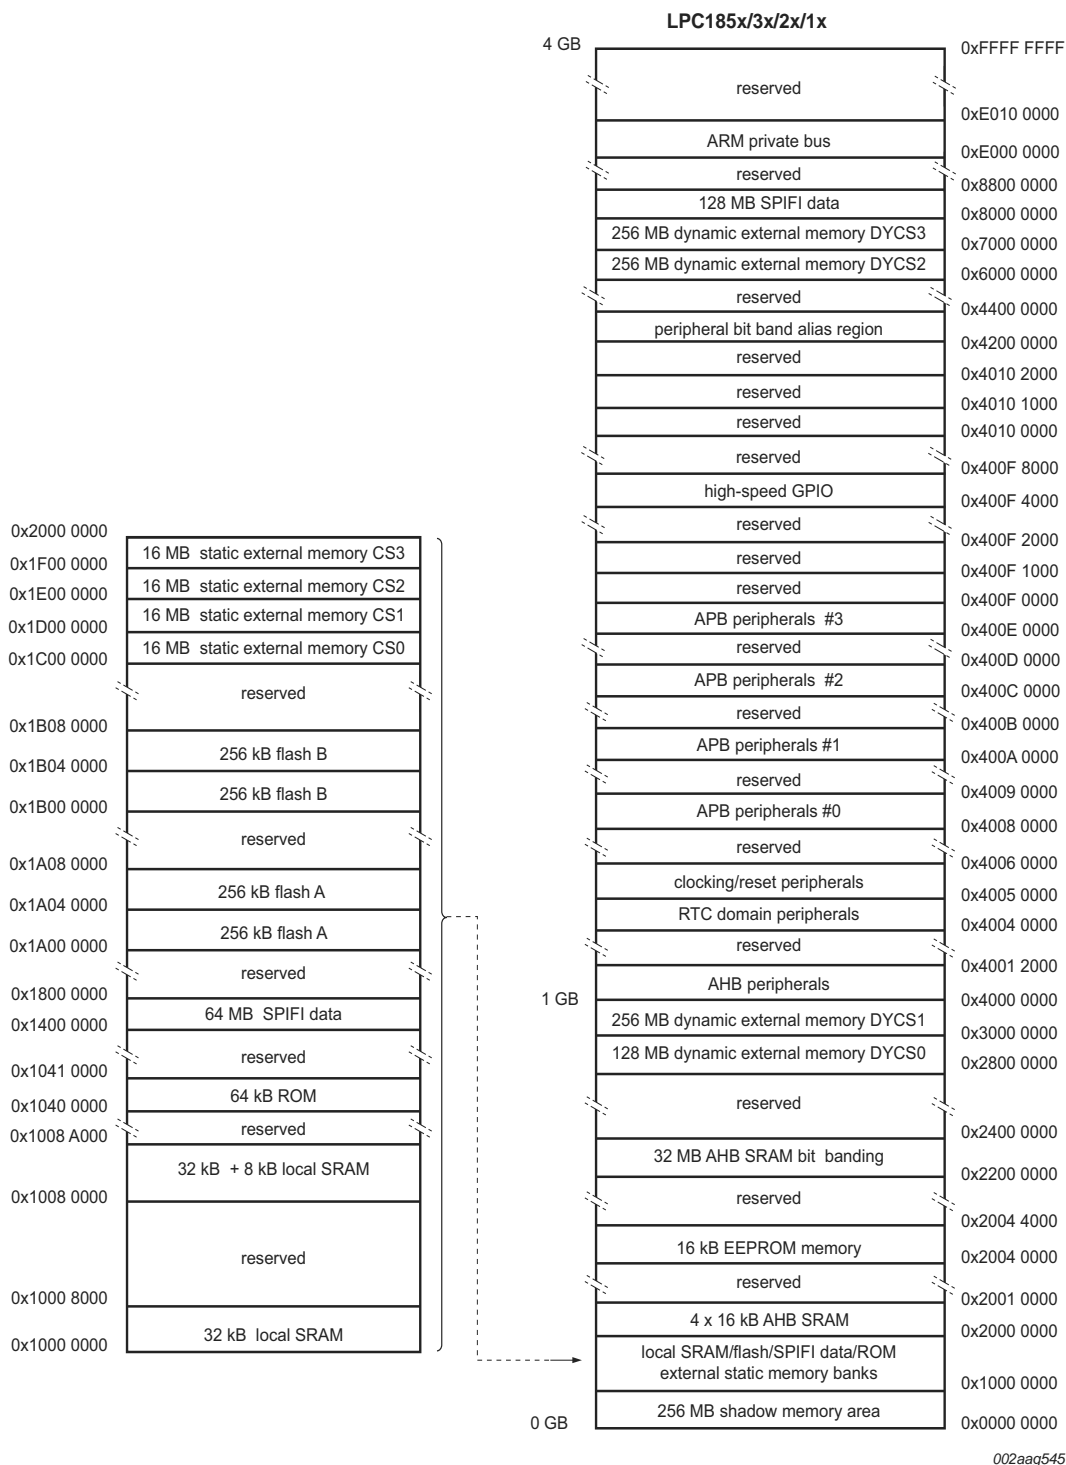 LPC185x/3x/2x/1x
4 GB
0xFFFF FFFF
reserved
0xE010 0000
ARM private bus
0xE000 0000
reserved
0x8800 0000
128 MB SPIFI data
0x8000 0000
256 MB dynamic external memory DYCS3
0x7000 0000
256 MB dynamic external memory DYCS2
0x6000 0000
reserved
0x4400 0000
peripheral bit band alias region
0x4200 0000
reserved
0x4010 2000
reserved
0x4010 1000
reserved
0x4010 0000
reserved
0x400F 8000
high-speed GPIO
0x400F 4000
reserved
0x400F 2000
reserved
0x400F 1000
reserved
0x400F 0000
APB peripherals #3
0x400E 0000
reserved
0x400D 0000
APB peripherals #2
0x400C 0000
reserved
0x400B 0000
APB peripherals #1
0x400A 0000
reserved
0x4009 0000
APB peripherals #0
0x4008 0000
reserved
0x4006 0000
clocking/reset peripherals
0x4005 0000
RTC domain peripherals
0x4004 0000
reserved
0x4001 2000
AHB peripherals
1 GB
0x4000 0000
256 MB dynamic external memory DYCS1
0x3000 0000
128 MB dynamic external memory DYCS0
0x2800 0000
reserved
0x2400 0000
32 MB AHB SRAM bit banding
0x2200 0000
reserved
0x2004 4000
16 kB EEPROM memory
0x2004 0000
reserved
0x2001 0000
4 x 16 kB AHB SRAM
0x2000 0000
local SRAM/flash/SPIFI data/ROM
external static memory banks
0x1000 0000
256 MB shadow memory area
0 GB
0x0000 0000
0x2000 0000
16 MB static external memory CS3
0x1F00 0000
16 MB static external memory CS2
0x1E00 0000
16 MB static external memory CS1
0x1D00 0000
16 MB static external memory CS0
0x1C00 0000
reserved
0x1B08 0000
256 kB flash B
0x1B04 0000
256 kB flash B
0x1B00 0000
reserved
0x1A08 0000
256 kB flash A
0x1A04 0000
256 kB flash A
0x1A00 0000
reserved
0x1800 0000
64 MB SPIFI data
0x1400 0000
reserved
0x1041 0000
64 kB ROM
0x1040 0000
reserved
0x1008 A000
32 kB + 8 kB local SRAM
0x1008 0000
reserved
0x1000 8000
32 kB local SRAM
0x1000 0000
002aaq545